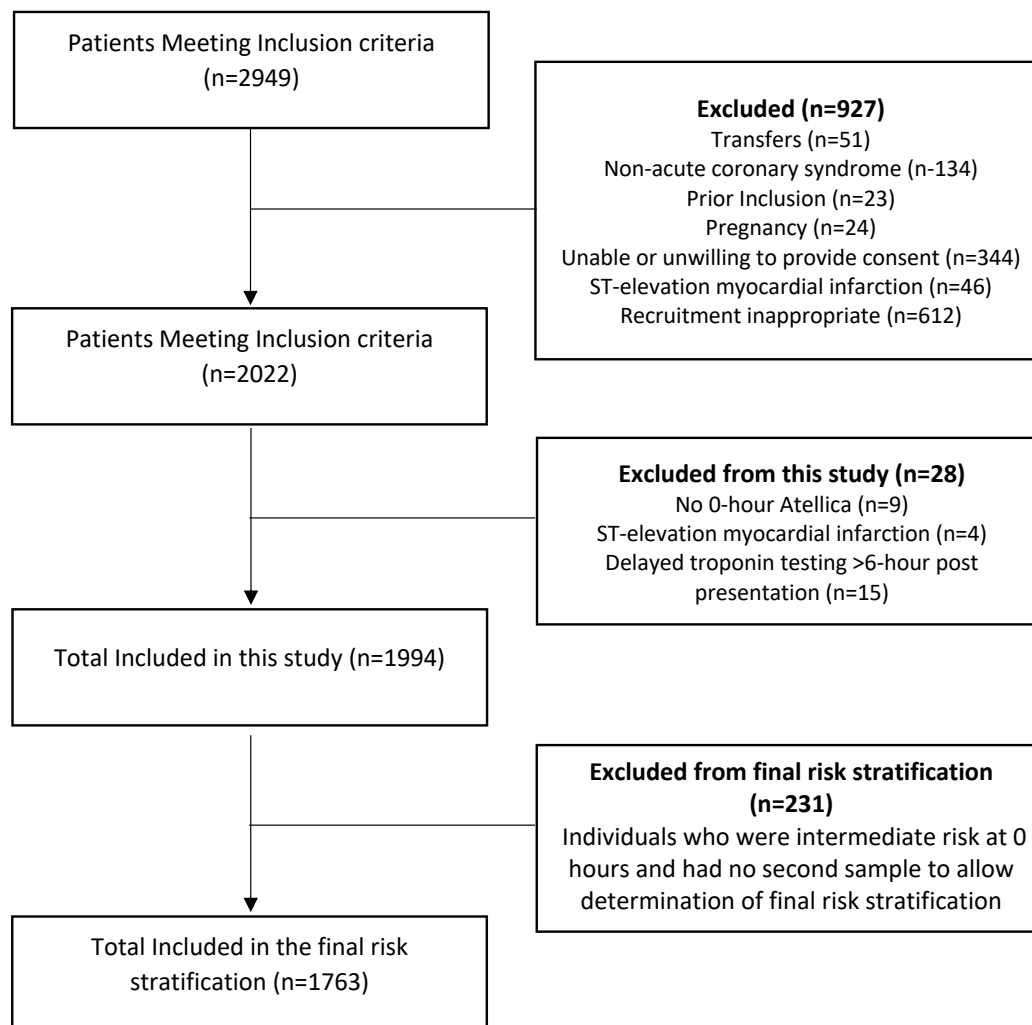 Patients Meeting Inclusion criteria
(n=2949)
Excluded (n=927)
Transfers (n=51)
Non-acute coronary syndrome (n-134)
Prior Inclusion (n=23)
Pregnancy (n=24)
Unable or unwilling to provide consent (n=344)
ST-elevation myocardial infarction (n=46)
Recruitment inappropriate (n=612)
Patients Meeting Inclusion criteria
(n=2022)
Excluded from this study (n=28)
No 0-hour Atellica (n=9)
ST-elevation myocardial infarction (n=4)
Delayed troponin testing >6-hour post
presentation (n=15)
Total Included in this study (n=1994)
Excluded from final risk stratification
(n=231)
Individuals who were intermediate risk at 0
hours and had no second sample to allow
determination of final risk stratification
Total Included in the final risk
stratification (n=1763)